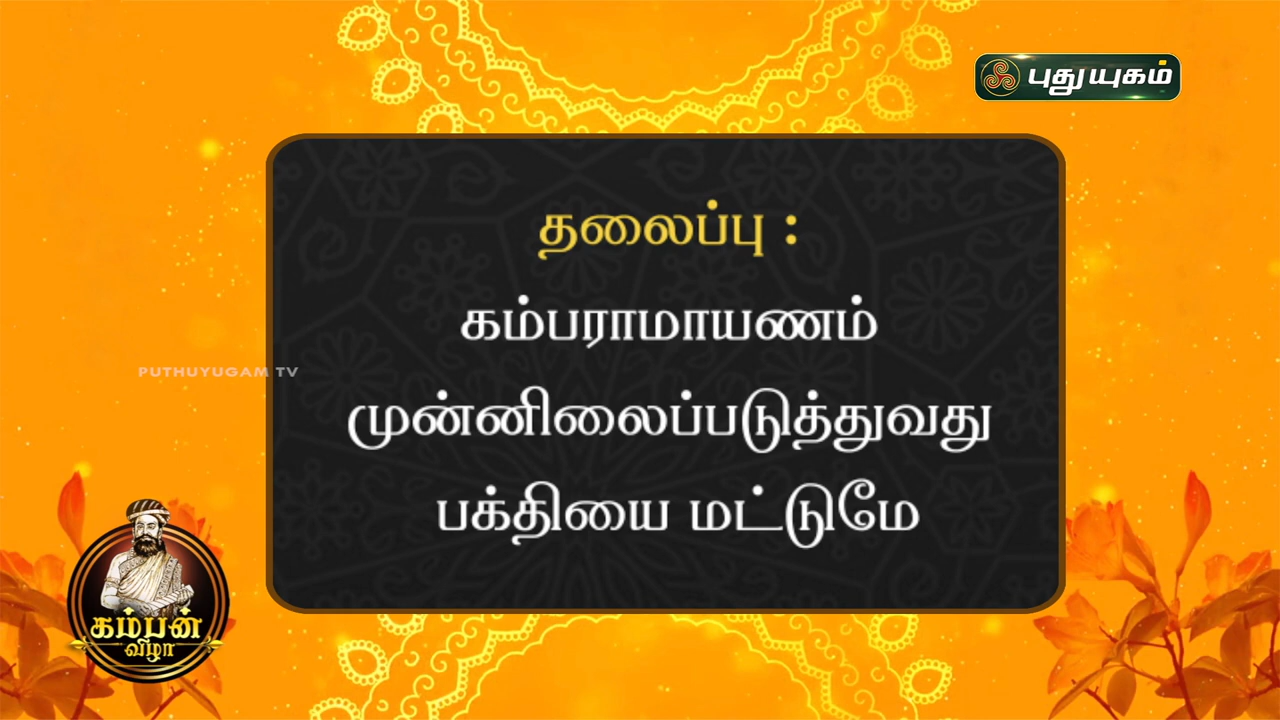 புதுயுகம்
தலைப்பு :
கம்பராமாயணம்
முன்னிலைப்படுத்துவது
பக்தியை மட்டுமே
PUTHUYUGAM TV
கம்பன்
விழா